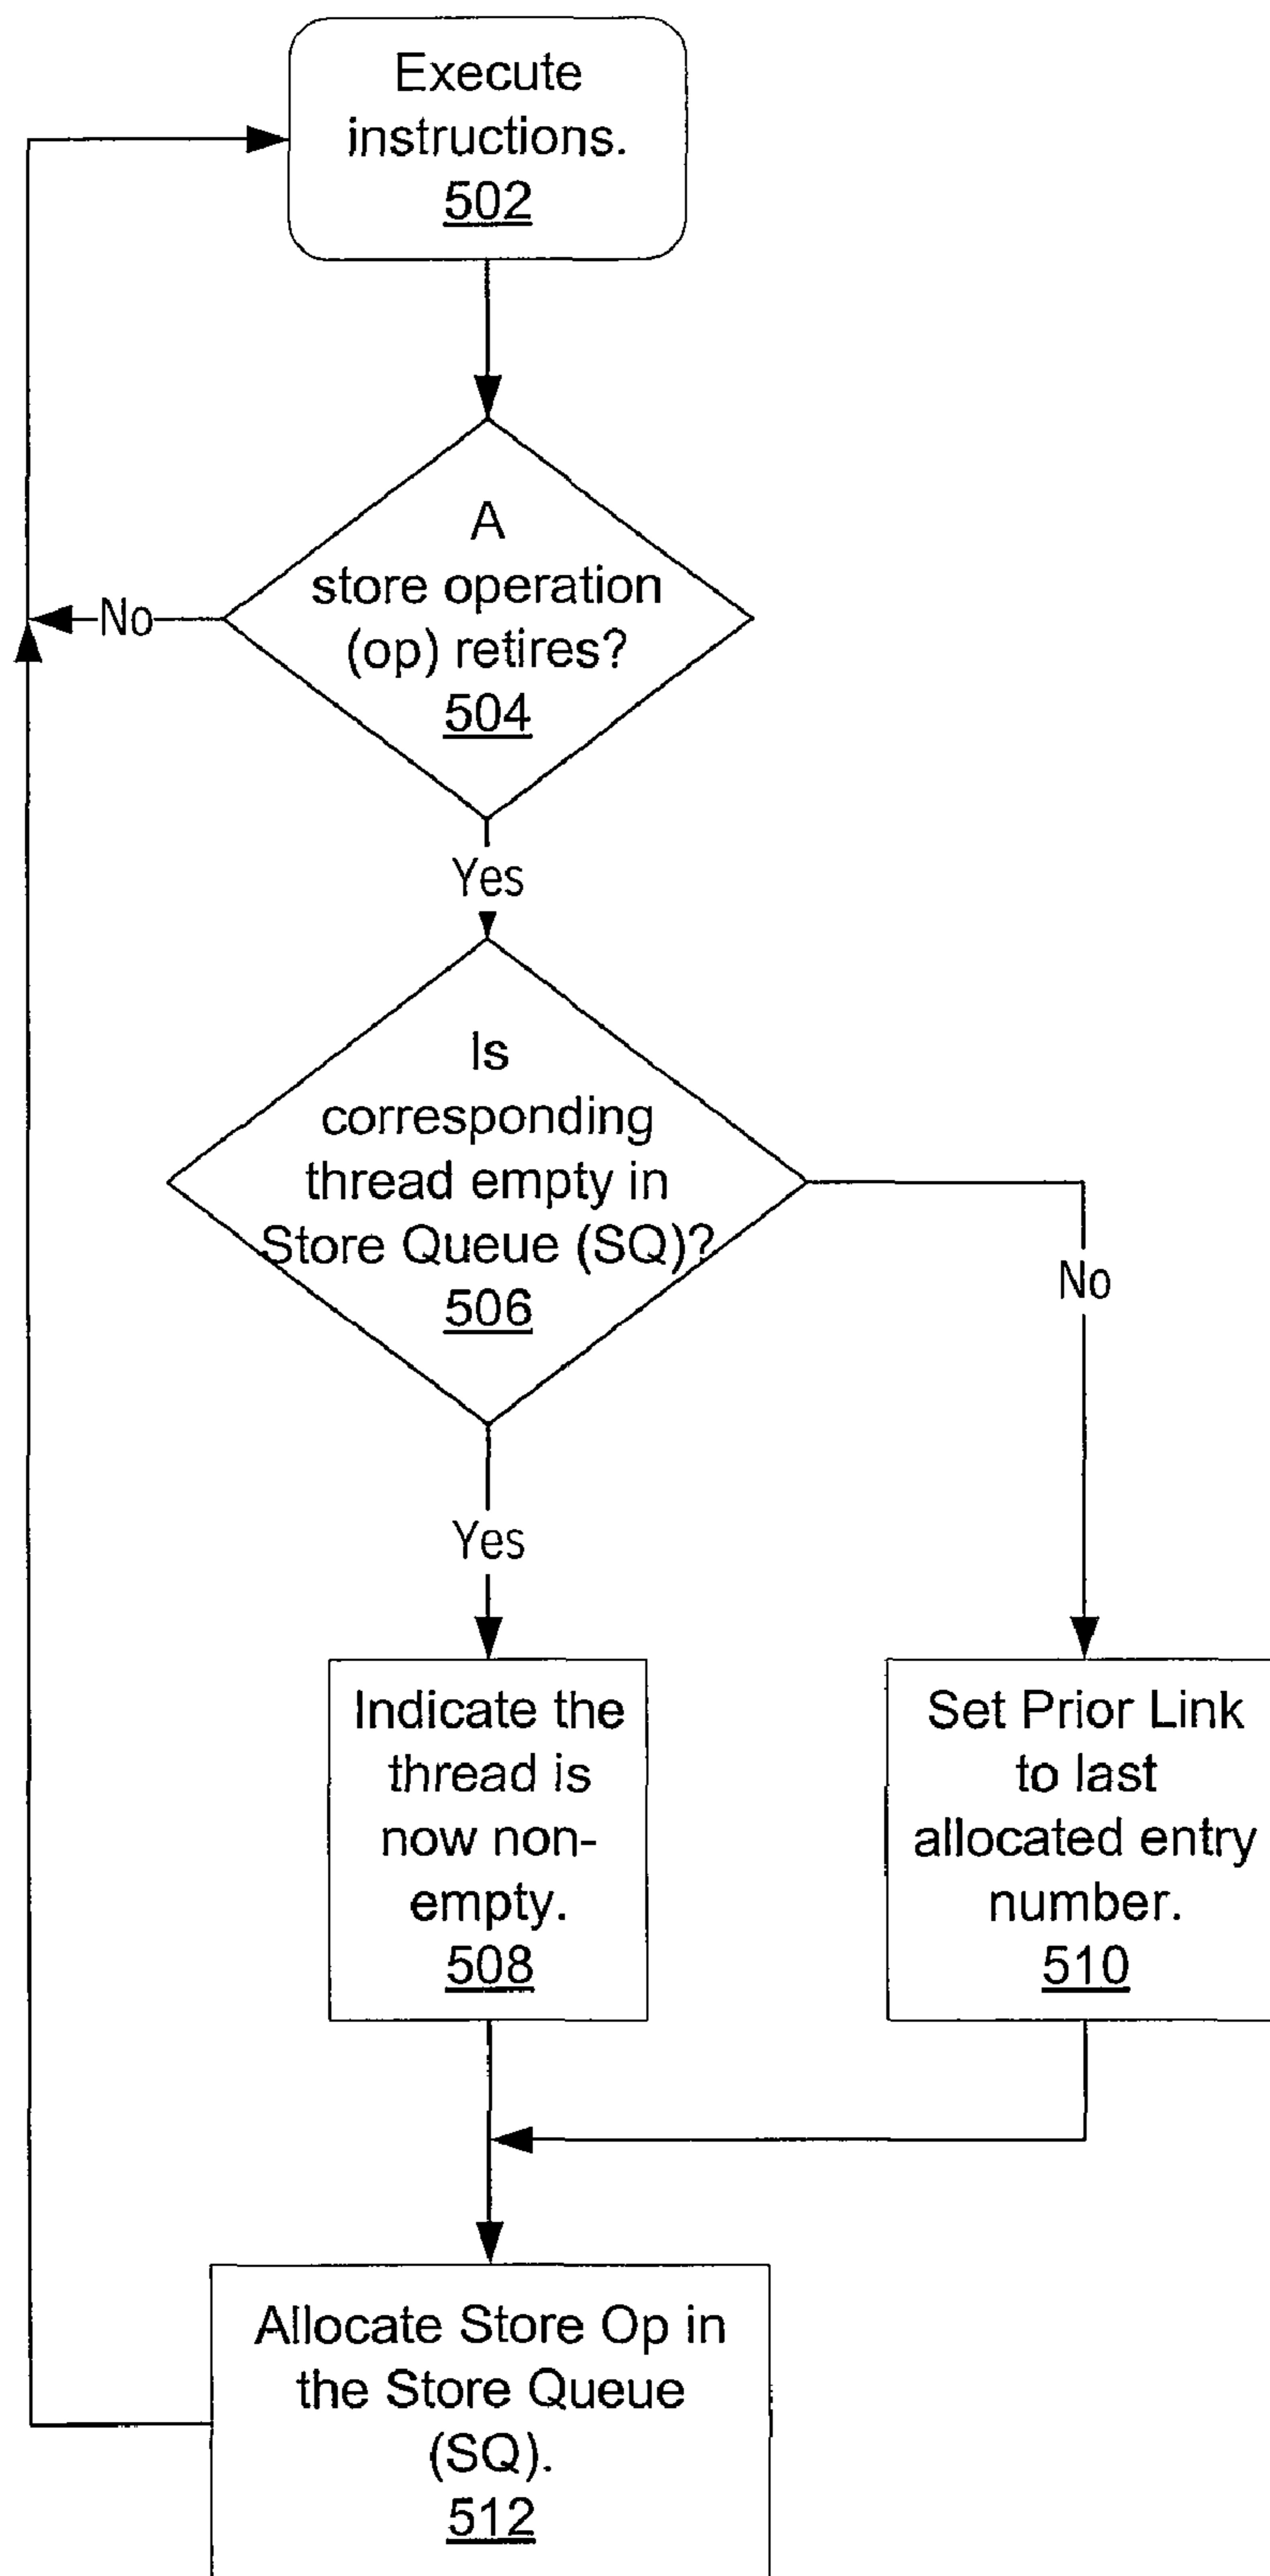 Execute
instructions.
502
A
store operation
(op) retires?
504
No
Yes
Is
corresponding
thread empty in
Store Queue (SQ)?
506
No
Yes
Indicate the
thread is
now non-
empty.
508
Set Prior Link
to last
allocated entry
number.
510
Allocate Store Op in
the Store Queue
(SQ).
512